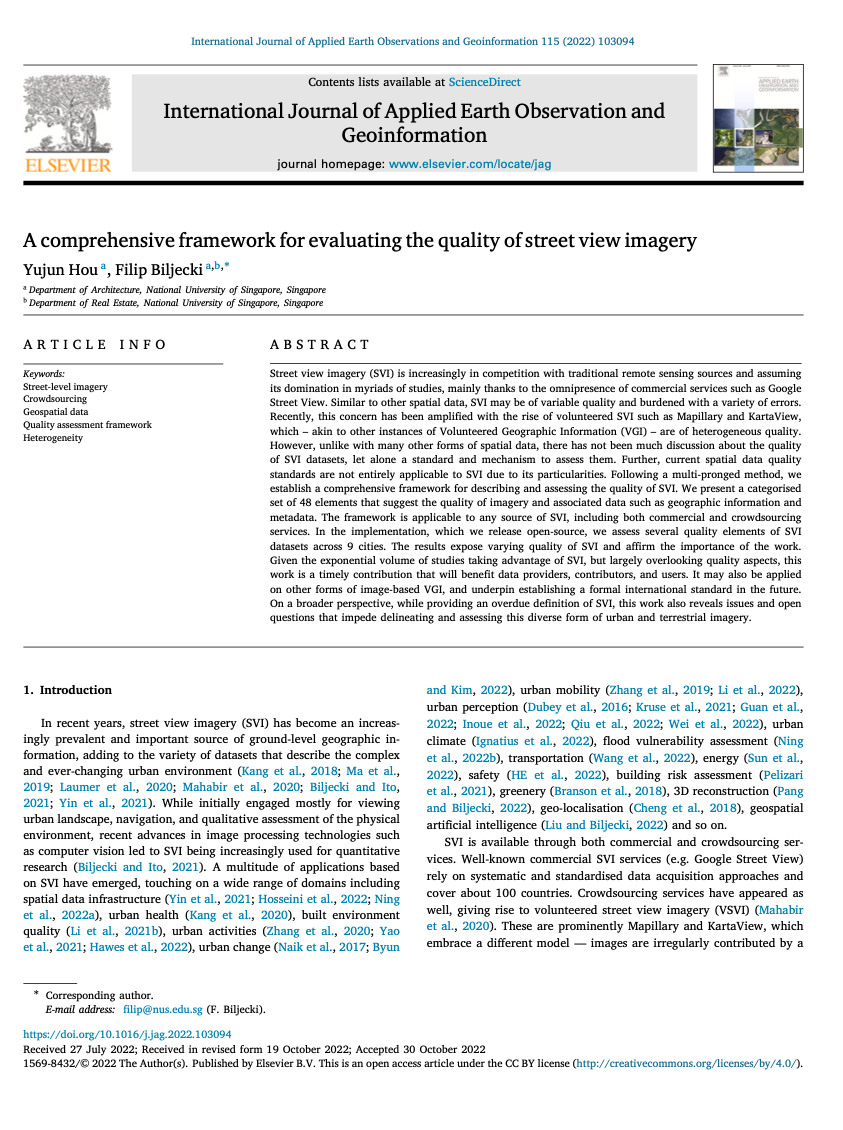 International Journal of Applied Earth Observations and Geoinformation 115 (2022) 103094
Contents lists available at ScienceDirect
International Journal of Applied Earth Observation and
Geoinformation
journal homepage: www.elsevier.com/locate/jag
ELSEVIER
A comprehensive framework for evaluating the quality of street view imagery
Yujun Hou a, Filip Biljecki a,b,*
a Department of Architecture, National University of Singapore, Singapore
b Department of Real Estate, National University of Singapore, Singapore
ARTICLE INFO
Keywords:
Street-level imagery
Crowdsourcing
Geospatial data
Quality assessment framework
Heterogeneity
ABSTRACT
Street view imagery (SVI) is increasingly in competition with traditional remote sensing sources and assuming
its domination in myriads of studies, mainly thanks to the omnipresence of commercial services such as Google
Street View. Similar to other spatial data, SVI may be of variable quality and burdened with a variety of errors.
Recently, this concern has been amplified with the rise of volunteered SVI such as Mapillary and KartaView,
which – akin to other instances of Volunteered Geographic Information (VGI) – are of heterogeneous quality.
However, unlike with many other forms of spatial data, there has not been much discussion about the quality
of SVI datasets, let alone a standard and mechanism to assess them. Further, current spatial data quality
standards are not entirely applicable to SVI due to its particularities. Following a multi-pronged method, we
establish a comprehensive framework for describing and assessing the quality of SVI. We present a categorised
set of 48 elements that suggest the quality of imagery and associated data such as geographic information and
metadata. The framework is applicable to any source of SVI, including both commercial and crowdsourcing
services. In the implementation, which we release open-source, we assess several quality elements of SVI
datasets across 9 cities. The results expose varying quality of SVI and affirm the importance of the work.
Given the exponential volume of studies taking advantage of SVI, but largely overlooking quality aspects, this
work is a timely contribution that will benefit data providers, contributors, and users. It may also be applied
on other forms of image-based VGI, and underpin establishing a formal international standard in the future.
On a broader perspective, while providing an overdue definition of SVI, this work also reveals issues and open
questions that impede delineating and assessing this diverse form of urban and terrestrial imagery.
1. Introduction
In recent years, street view imagery (SVI) has become an increas-
ingly prevalent and important source of ground-level geographic in-
formation, adding to the variety of datasets that describe the complex
and ever-changing urban environment (Kang et al., 2018; Ma et al.,
2019; Laumer et al., 2020; Mahabir et al., 2020; Biljecki and Ito,
2021; Yin et al., 2021). While initially engaged mostly for viewing
urban landscape, navigation, and qualitative assessment of the physical
environment, recent advances in image processing technologies such
as computer vision led to SVI being increasingly used for quantitative
research (Biljecki and Ito, 2021). A multitude of applications based
on SVI have emerged, touching on a wide range of domains including
spatial data infrastructure (Yin et al., 2021; Hosseini et al., 2022; Ning
et al., 2022a), urban health (Kang et al., 2020), built environment
quality (Li et al., 2021b), urban activities (Zhang et al., 2020; Yao
et al., 2021; Hawes et al., 2022), urban change (Naik et al., 2017; Byun
and Kim, 2022), urban mobility (Zhang et al., 2019; Li et al., 2022),
urban perception (Dubey et al., 2016; Kruse et al., 2021; Guan et al.,
2022; Inoue et al., 2022; Qiu et al., 2022; Wei et al., 2022), urban
climate (Ignatius et al., 2022), flood vulnerability assessment (Ning
et al., 2022b), transportation (Wang et al., 2022), energy (Sun et al.,
2022), safety (HE et al., 2022), building risk assessment (Pelizari
et al., 2021), greenery (Branson et al., 2018), 3D reconstruction (Pang
and Biljecki, 2022), geo-localisation (Cheng et al., 2018), geospatial
artificial intelligence (Liu and Biljecki, 2022) and so on.
SVI is available through both commercial and crowdsourcing ser-
vices. Well-known commercial SVI services (e.g. Google Street View)
rely on systematic and standardised data acquisition approaches and
cover about 100 countries. Crowdsourcing services have appeared as
well, giving rise to volunteered street view imagery (VSVI) (Mahabir
et al., 2020). These are prominently Mapillary and KartaView, which
embrace a different model — images are irregularly contributed by a
* Corresponding author.
E-mail address: filip@nus.edu.sg (F. Biljecki).
https://doi.org/10.1016/j.jag.2022.103094
Received 27 July 2022; Received in revised form 19 October 2022; Accepted 30 October 2022
1569-8432/© 2022 The Author(s). Published by Elsevier B.V. This is an open access article under the CC BY license (http://creativecommons.org/licenses/by/4.0/).